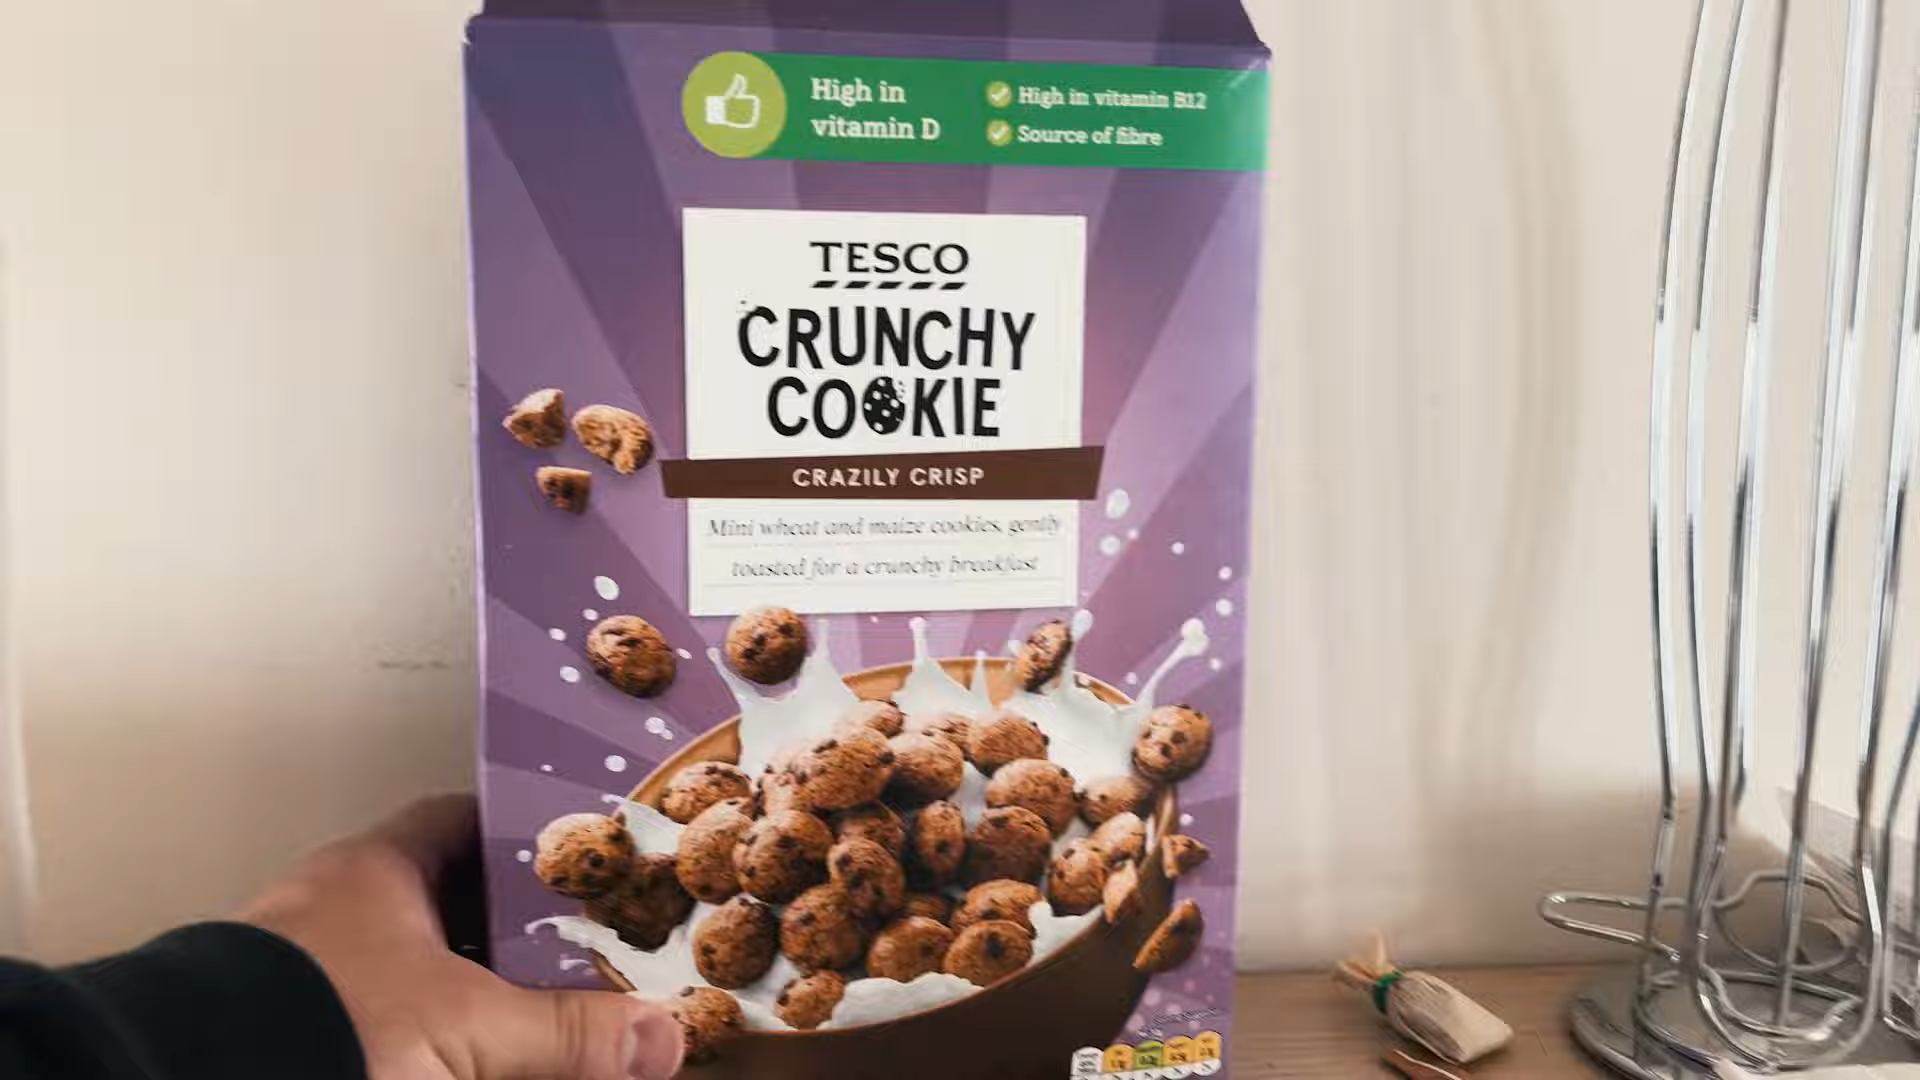 High in
vitamin D
High in vitamin B12
Source of fibre
TESCO
CRUNCHY
COOKIE
CRAZILY CRISP
Mini wheat and maize cookies, gently
toasted for a crunchy breakfast